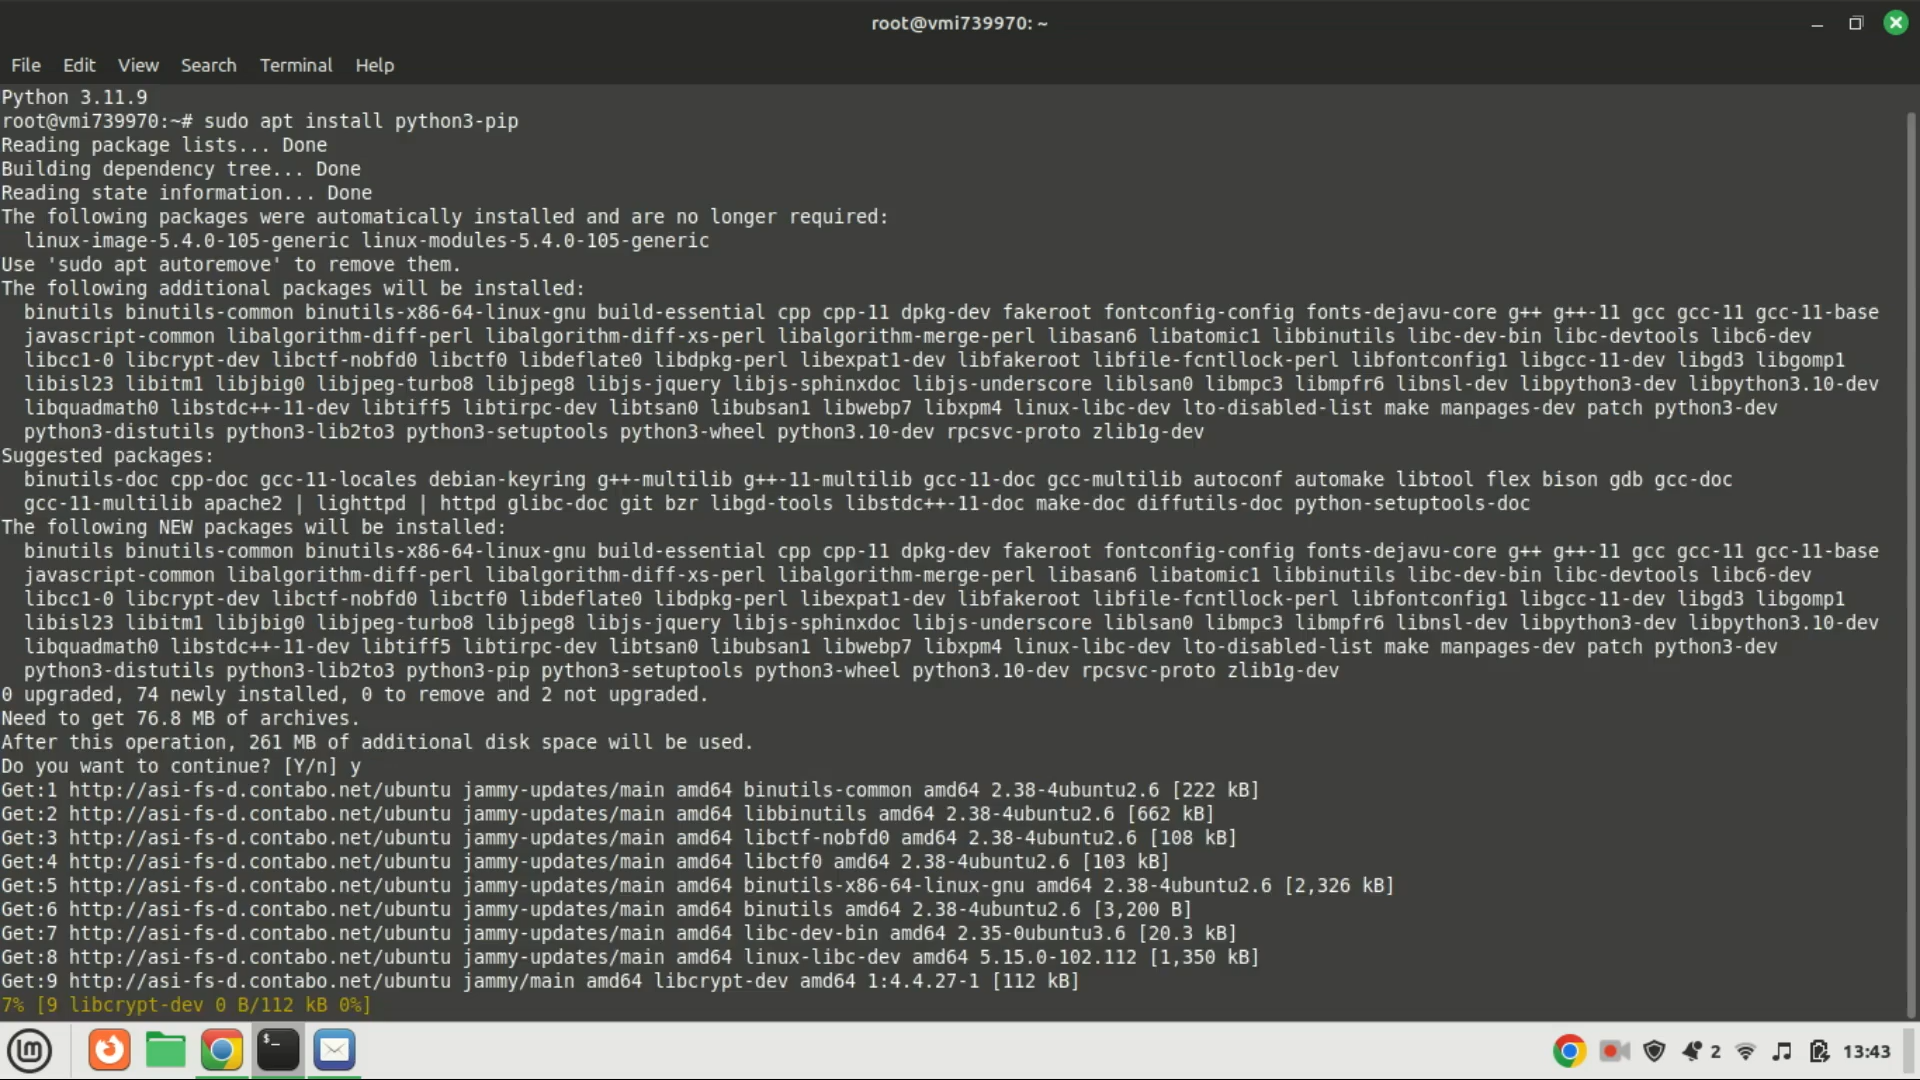 root@vmi739970: ~
File Edit View Search Terminal Help
Python 3.11.9
root@vmi739970:~# sudo apt install python3-pip
Reading package lists... Done
Building dependency tree... Done
Reading state information... Done
The following packages were automatically installed and are no longer required:
  linux-image-5.4.0-105-generic linux-modules-5.4.0-105-generic
Use 'sudo apt autoremove' to remove them.
The following additional packages will be installed:
  binutils binutils-common binutils-x86-64-linux-gnu build-essential cpp cpp-11 dpkg-dev fakeroot fontconfig-config fonts-dejavu-core g++ g++-11 gcc gcc-11 gcc-11-base
  javascript-common libalgorithm-diff-perl libalgorithm-diff-xs-perl libalgorithm-merge-perl libasan6 libatomic1 libbinutils libc-dev-bin libc-devtools libc6-dev
  libcc1-0 libcrypt-dev libctf-nobfd0 libctf0 libdeflate0 libdpkg-perl libexpat1-dev libfakeroot libfile-fcntllock-perl libfontconfig1 libgcc-11-dev libgd3 libgomp1
  libisl23 libitm1 libjbig0 libjpeg-turbo8 libjpeg8 libjs-jquery libjs-sphinxdoc libjs-underscore liblsan0 libmpc3 libmpfr6 libnsl-dev libpython3-dev libpython3.10-dev
  libquadmath0 libstdc++-11-dev libtiff5 libtirpc-dev libtsan0 libubsan1 libwebp7 libxpm4 linux-libc-dev lto-disabled-list make manpages-dev patch python3-dev
  python3-distutils python3-lib2to3 python3-setuptools python3-wheel python3.10-dev rpcsvc-proto zlib1g-dev
Suggested packages:
  binutils-doc cpp-doc gcc-11-locales debian-keyring g++-multilib g++-11-multilib gcc-11-doc gcc-multilib autoconf automake libtool flex bison gdb gcc-doc
  gcc-11-multilib apache2 | lighttpd | httpd glibc-doc git bzr libgd-tools libstdc++-11-doc make-doc diffutils-doc python-setuptools-doc
The following NEW packages will be installed:
  binutils binutils-common binutils-x86-64-linux-gnu build-essential cpp cpp-11 dpkg-dev fakeroot fontconfig-config fonts-dejavu-core g++ g++-11 gcc gcc-11 gcc-11-base
  javascript-common libalgorithm-diff-perl libalgorithm-diff-xs-perl libalgorithm-merge-perl libasan6 libatomic1 libbinutils libc-dev-bin libc-devtools libc6-dev
  libcc1-0 libcrypt-dev libctf-nobfd0 libctf0 libdeflate0 libdpkg-perl libexpat1-dev libfakeroot libfile-fcntllock-perl libfontconfig1 libgcc-11-dev libgd3 libgomp1
  libisl23 libitm1 libjbig0 libjpeg-turbo8 libjpeg8 libjs-jquery libjs-sphinxdoc libjs-underscore liblsan0 libmpc3 libmpfr6 libnsl-dev libpython3-dev libpython3.10-dev
  libquadmath0 libstdc++-11-dev libtiff5 libtirpc-dev libtsan0 libubsan1 libwebp7 libxpm4 linux-libc-dev lto-disabled-list make manpages-dev patch python3-dev
  python3-distutils python3-lib2to3 python3-pip python3-setuptools python3-wheel python3.10-dev rpcsvc-proto zlib1g-dev
0 upgraded, 74 newly installed, 0 to remove and 2 not upgraded.
Need to get 76.8 MB of archives.
After this operation, 261 MB of additional disk space will be used.
Do you want to continue? [Y/n] y
Get:1 http://asi-fs-d.contabo.net/ubuntu jammy-updates/main amd64 binutils-common amd64 2.38-4ubuntu2.6 [222 kB]
Get:2 http://asi-fs-d.contabo.net/ubuntu jammy-updates/main amd64 libbinutils amd64 2.38-4ubuntu2.6 [662 kB]
Get:3 http://asi-fs-d.contabo.net/ubuntu jammy-updates/main amd64 libctf-nobfd0 amd64 2.38-4ubuntu2.6 [108 kB]
Get:4 http://asi-fs-d.contabo.net/ubuntu jammy-updates/main amd64 libctf0 amd64 2.38-4ubuntu2.6 [103 kB]
Get:5 http://asi-fs-d.contabo.net/ubuntu jammy-updates/main amd64 binutils-x86-64-linux-gnu amd64 2.38-4ubuntu2.6 [2,326 kB]
Get:6 http://asi-fs-d.contabo.net/ubuntu jammy-updates/main amd64 binutils amd64 2.38-4ubuntu2.6 [3,200 B]
Get:7 http://asi-fs-d.contabo.net/ubuntu jammy-updates/main amd64 libc-dev-bin amd64 2.35-0ubuntu3.6 [20.3 kB]
Get:8 http://asi-fs-d.contabo.net/ubuntu jammy-updates/main amd64 linux-libc-dev amd64 5.15.0-102.112 [1,350 kB]
Get:9 http://asi-fs-d.contabo.net/ubuntu jammy/main amd64 libcrypt-dev amd64 1:4.4.27-1 [112 kB]
7% [9 libcrypt-dev 0 B/112 kB 0%]
2 13:43